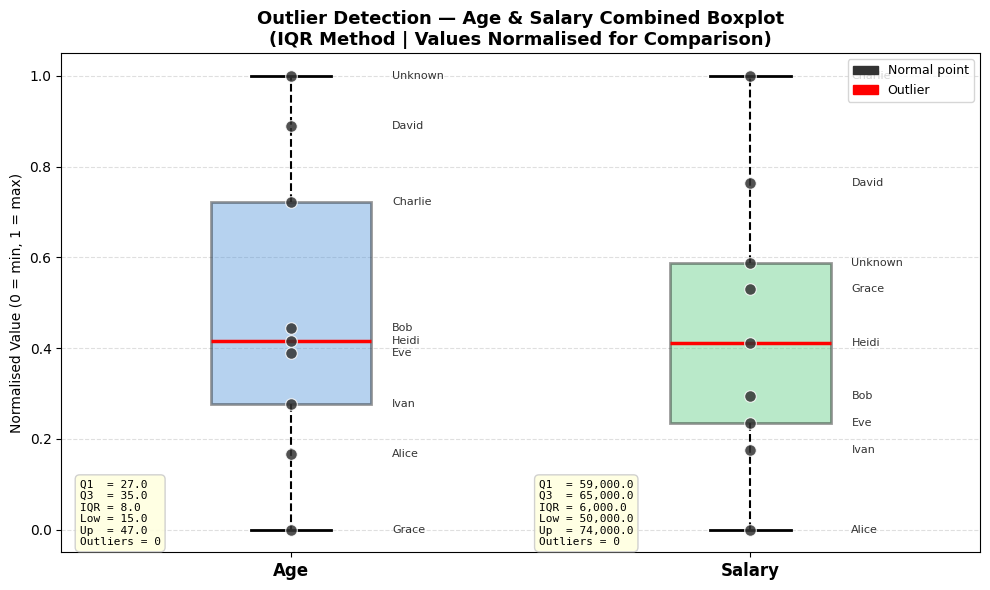 Outlier Detection — Age & Salary Combined Boxplot
(IQR Method | Values Normalised for Comparison)
Normalised Value (0 = min, 1 = max)
1.0
0.8
0.6
0.4
0.2
0.0
Unknown
David
Charlie
Bob
Heidi
Eve
Ivan
Alice
Grace
Q1  = 27.0
Q3  = 35.0
IQR = 8.0
Low = 15.0
Up  = 47.0
Outliers = 0
Normal point
Outlier
David
Unknown
Grace
Heidi
Bob
Eve
Ivan
Alice
Q1  = 59,000.0
Q3  = 65,000.0
IQR = 6,000.0
Low = 50,000.0
Up  = 74,000.0
Outliers = 0
Age
Salary